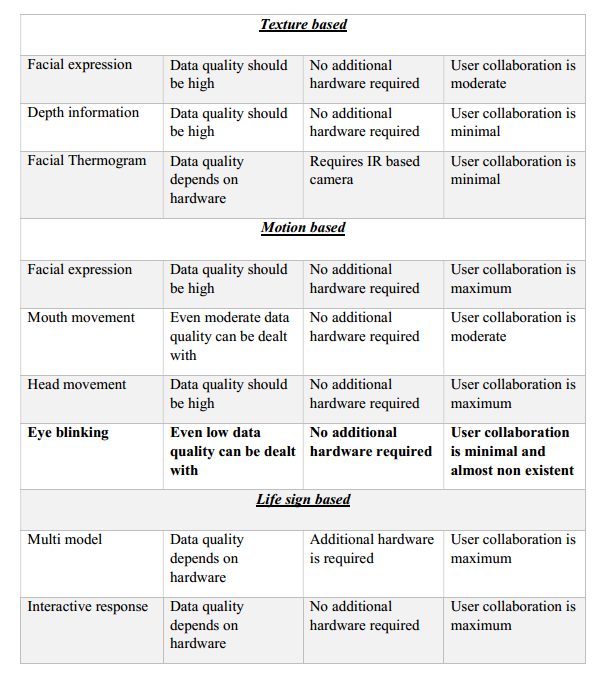 Texture based
Facial expression
Data quality should
be high
No additional
hardware required
User collaboration is
moderate
Depth information
Data quality should
be high
No additional
hardware required
User collaboration is
minimal
Facial Thermogram
Data quality
depends on
hardware
Requires IR based
camera
User collaboration is
minimal
Motion based
Facial expression
Data quality should
be high
No additional
hardware required
User collaboration is
maximum
Mouth movement
Even moderate data
quality can be dealt
with
No additional
hardware required
User collaboration is
moderate
Head movement
Data quality should
be high
No additional
hardware required
User collaboration is
maximum
Eye blinking
Even low data
quality can be dealt
with
No additional
hardware required
User collaboration
is minimal and
almost non existent
Life sign based
Multi model
Data quality
depends on
hardware
Additional hardware
is required
User collaboration is
maximum
Interactive response
Data quality
depends on
hardware
No additional
hardware required
User collaboration is
maximum